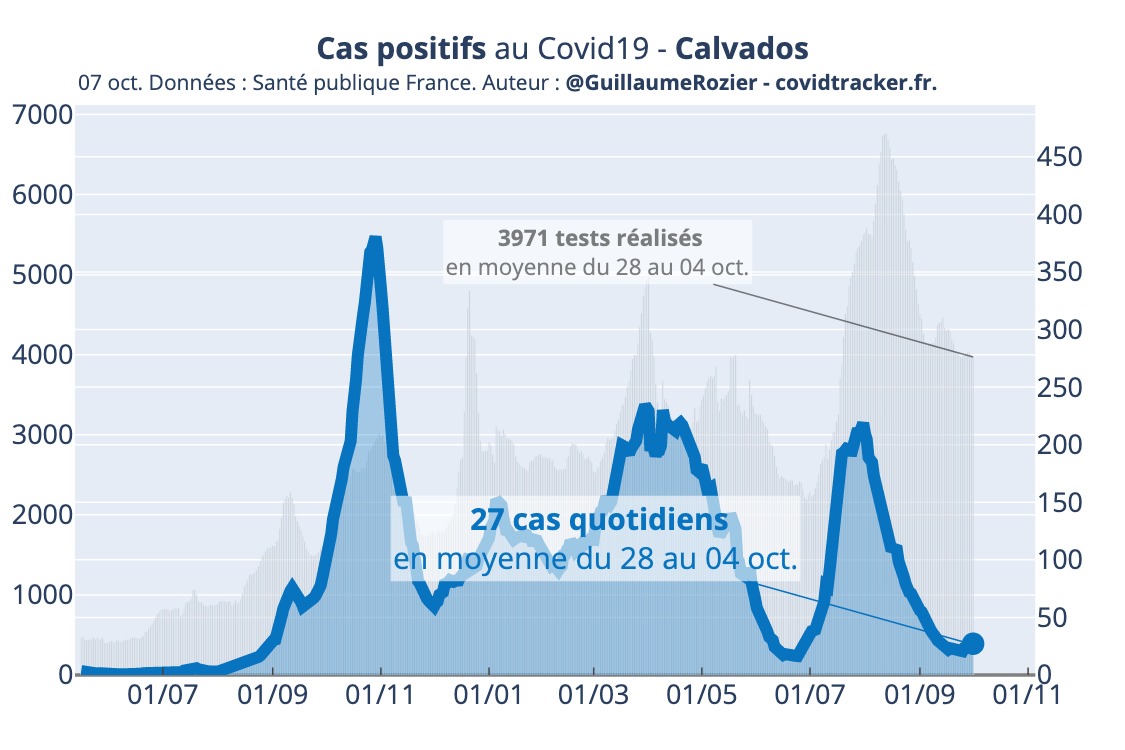 Cas positifs au Covid19 - Calvados
07 oct. Données : Santé publique France. Auteur : @GuillaumeRozier - covidtracker.fr.
7000
6000
5000
4000
3000
2000
1000
0
450
400
350
300
250
200
150
100
50
0
3971 tests réalisés
en moyenne du 28 au 04 oct.
27 cas quotidiens
en moyenne du 28 au 04 oct.
01/07 01/09 01/11 01/01 01/03 01/05 01/07 01/09 01/11